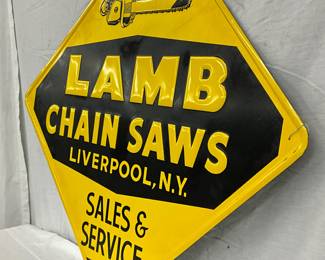 LAMB
CHAIN SAWS
LIVERPOOL, N.Y.
SALES &
SERVICE